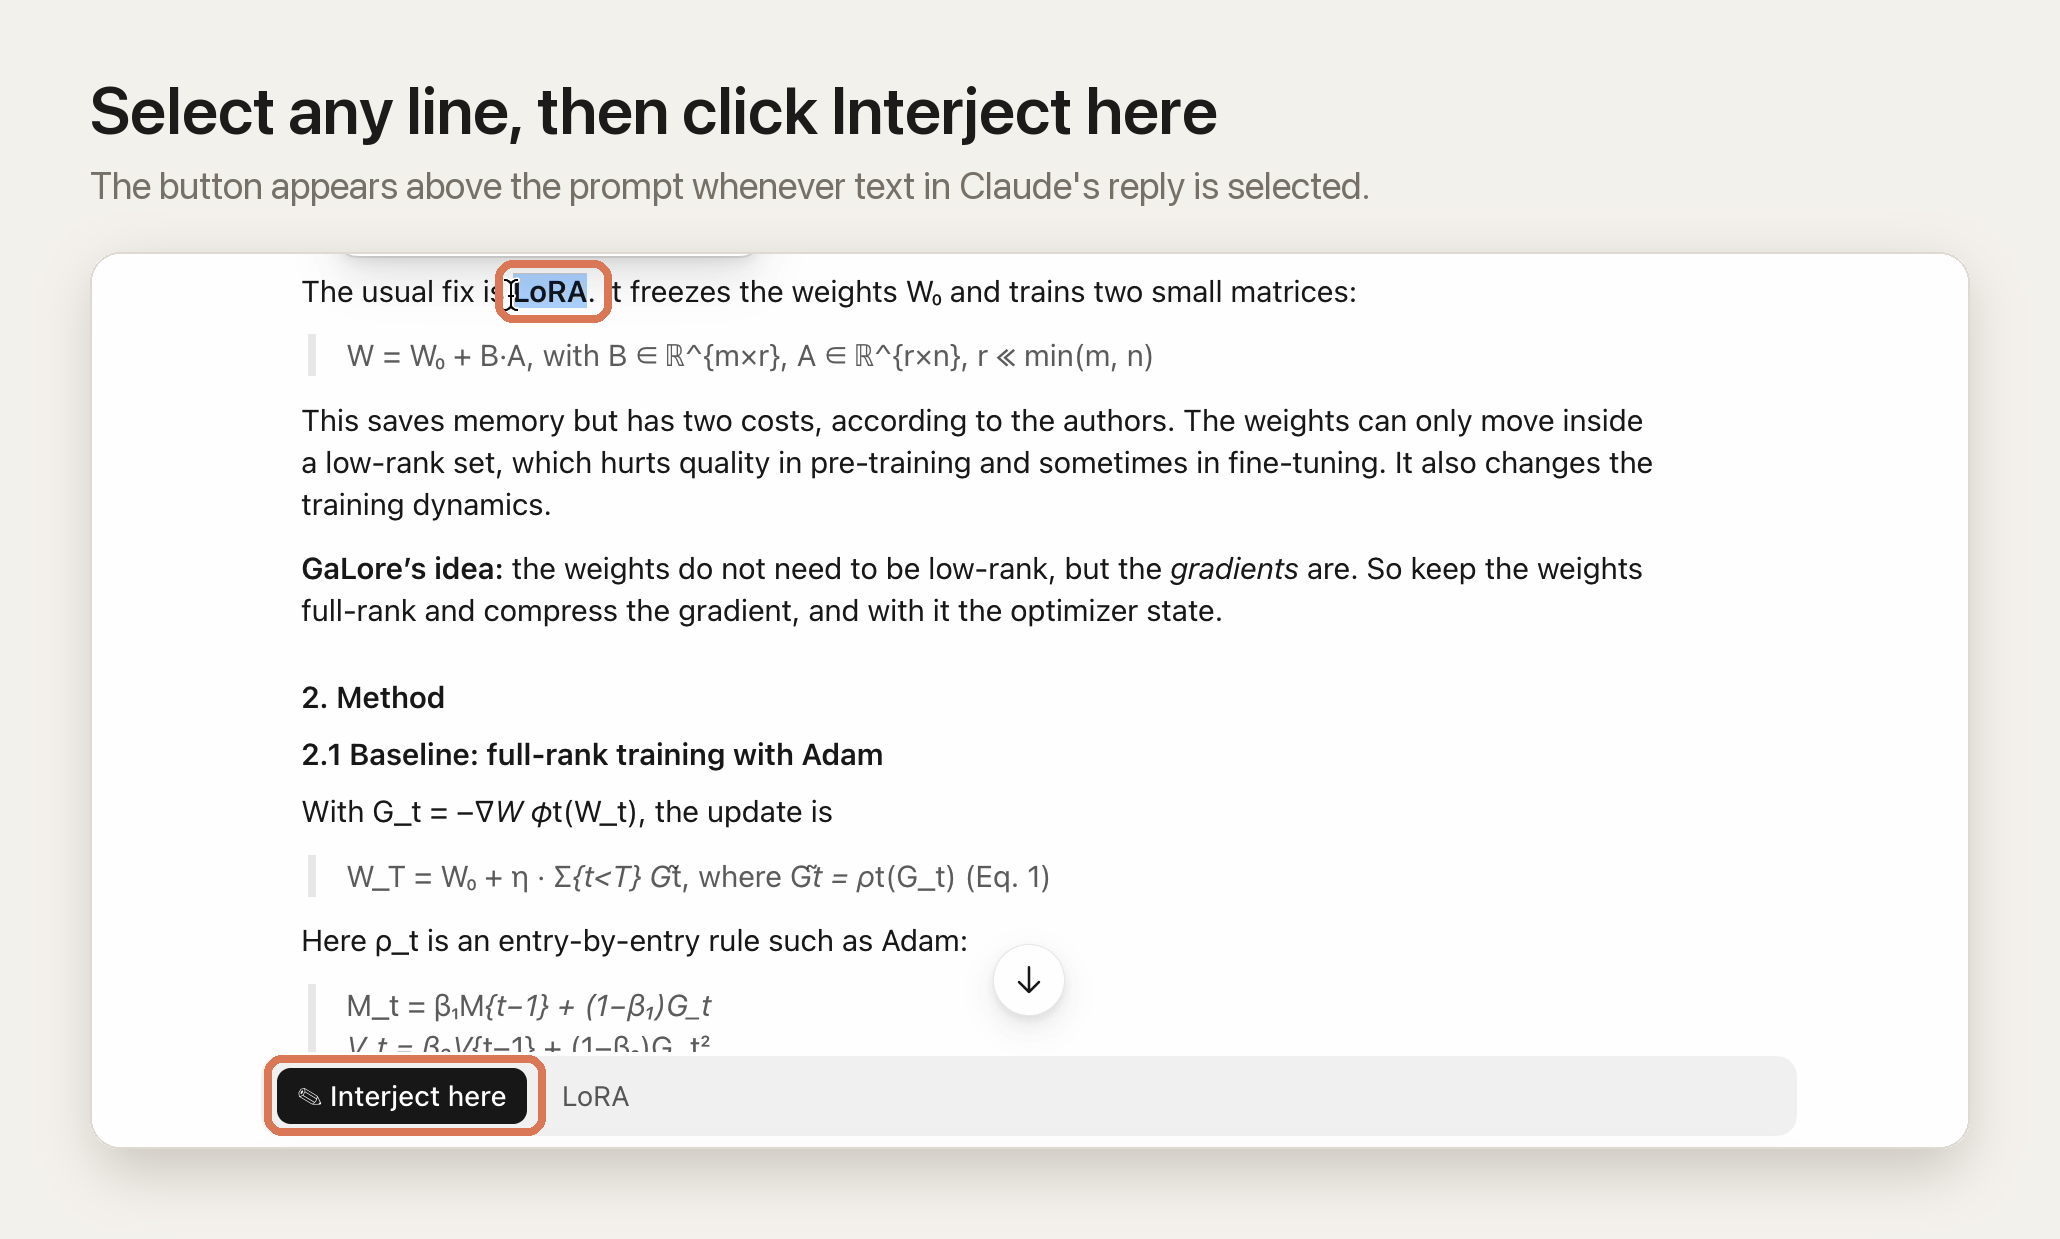 Select any line, then click Interject here
The button appears above the prompt whenever text in Claude's reply is selected.
The usual fix is LoRA. It freezes the weights W₀ and trains two small matrices:
W = W₀ + B·A, with B ∈ ℝ^{m×r}, A ∈ ℝ^{r×n}, r ≪ min(m, n)
This saves memory but has two costs, according to the authors. The weights can only move inside
a low-rank set, which hurts quality in pre-training and sometimes in fine-tuning. It also changes the
training dynamics.
GaLore’s idea: the weights do not need to be low-rank, but the gradients are. So keep the weights
full-rank and compress the gradient, and with it the optimizer state.
2. Method
2.1 Baseline: full-rank training with Adam
With G_t = −∇W φt(W_t), the update is
W_T = W₀ + η · Σ{t<T} G̃t, where G̃t = ρt(G_t) (Eq. 1)
Here ρ_t is an entry-by-entry rule such as Adam:
M_t = β₁M{t−1} + (1−β₁)G_t
V_t = β₂V{t−1} + (1−β₂)G_t²
✎ Interject here LoRA